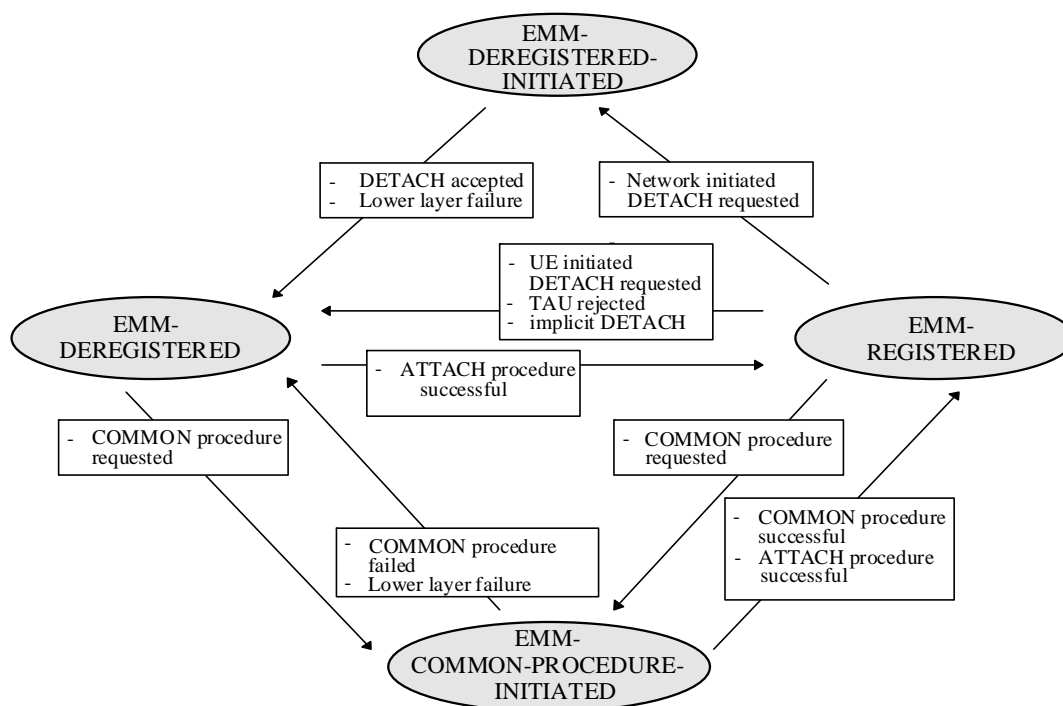 EMM-
DEREGISTERED-
INITIATED
- DETACH accepted
- Lower layer failure
- Network initiated
DETACH requested
- UE initiated
DETACH requested
- TAU rejected
- implicit DETACH
EMM-
DEREGISTERED
EMM-
REGISTERED
- ATTACH procedure
successful
- COMMON procedure
requested
- COMMON procedure
requested
- COMMON procedure
failed
- Lower layer failure
- COMMON procedure
successful
- ATTACH procedure
successful
EMM-
COMMON-PROCEDURE-
INITIATED